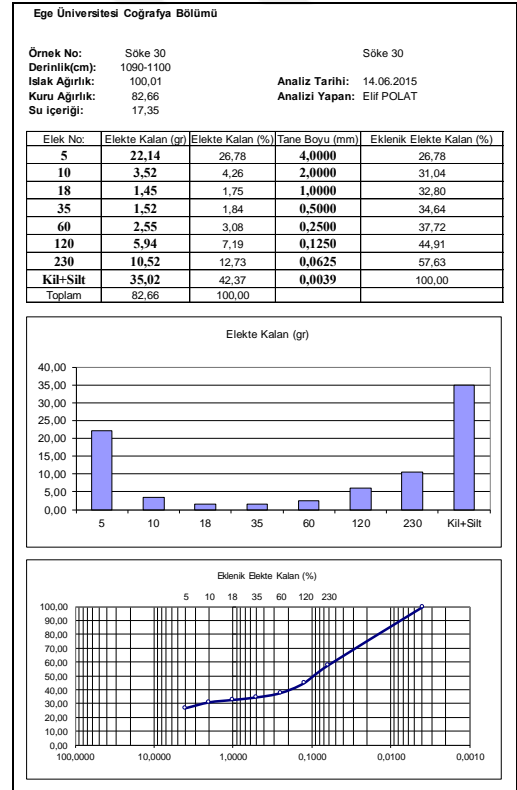 Ege Üniversitesi Coğrafya Bölümü
Örnek No: Söke 30 Söke 30
Derinlik(cm): 1090-1100
Islak Ağırlık: 100,01 Analiz Tarihi: 14.06.2015
Kuru Ağırlık: 82,66 Analizi Yapan: Elif POLAT
Su içeriği: 17,35
Elek No: Elekte Kalan (gr) Elekte Kalan (%) Tane Boyu (mm) Eklenik Elekte Kalan (%)
5 22,14 26,78 4,0000 26,78
10 3,52 4,26 2,0000 31,04
18 1,45 1,75 1,0000 32,80
35 1,52 1,84 0,5000 34,64
60 2,55 3,08 0,2500 37,72
120 5,94 7,19 0,1250 44,91
230 10,52 12,73 0,0625 57,63
Kil+Silt 35,02 42,37 0,0039 100,00
Toplam 82,66 100,00
Elekte Kalan (gr)
40,00
35,00
30,00
25,00
20,00
15,00
10,00
5,00
0,00
5 10 18 35 60 120 230 Kil+Silt
Eklenik Elekte Kalan (%)
5 10 18 35 60 120 230
100,00
90,00
80,00
70,00
60,00
50,00
40,00
30,00
20,00
10,00
0,00
100,0000 10,0000 1,0000 0,1000 0,0100 0,0010